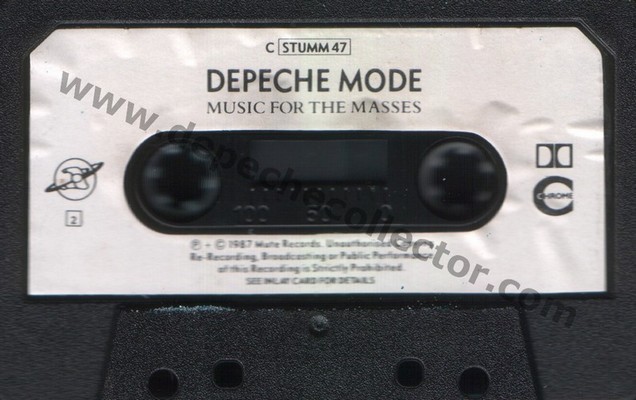 C STUMM 47
DEPECHE MODE
MUSIC FOR THE MASSES
www.depechecollector.com
2
CHROME
100 50 0
℗ + © 1987 Mute Records. Unauthorised
Re-Recording, Broadcasting or Public Performance
of this Recording is Strictly Prohibited.
SEE INLAY CARD FOR DETAILS